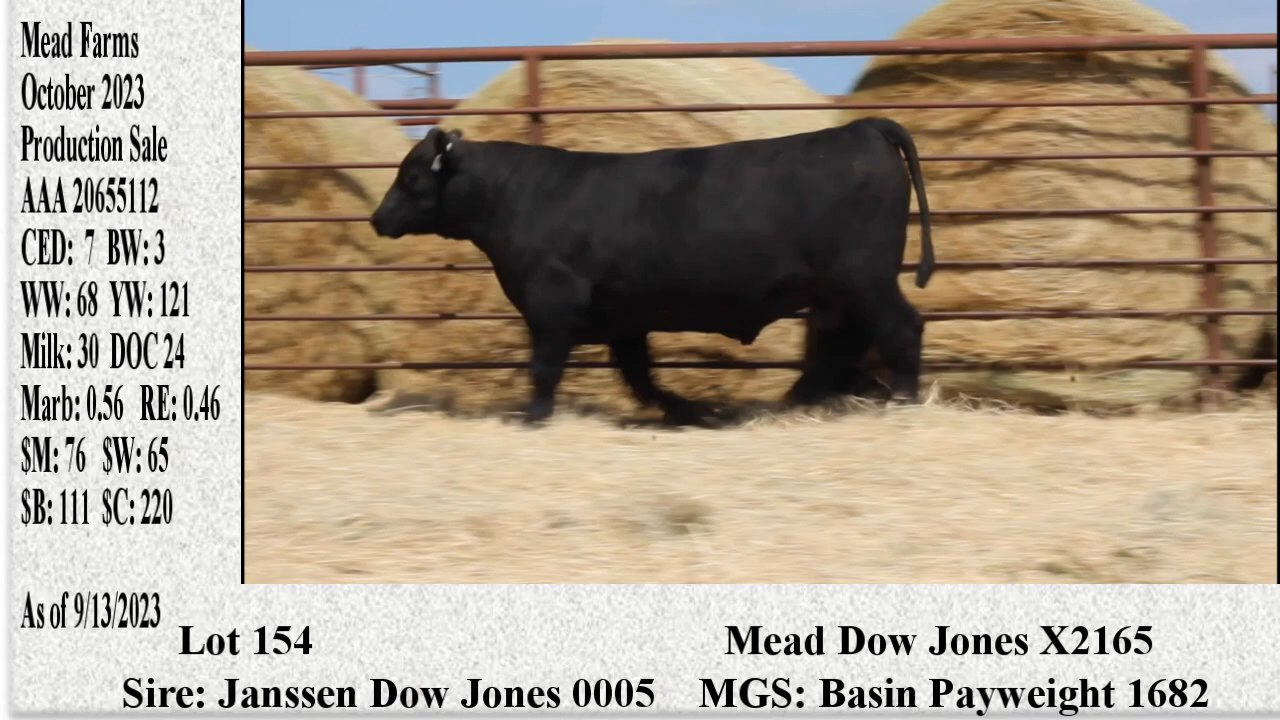 Mead Farms
October 2023
Production Sale
AAA 20655112
CED: 7 BW: 3
WW: 68 YW: 121
Milk: 30 DOC 24
Marb: 0.56 RE: 0.46
$M: 76 $W: 65
$B: 111 $C: 220
As of 9/13/2023
Lot 154 Mead Dow Jones X2165
Sire: Janssen Dow Jones 0005 MGS: Basin Payweight 1682